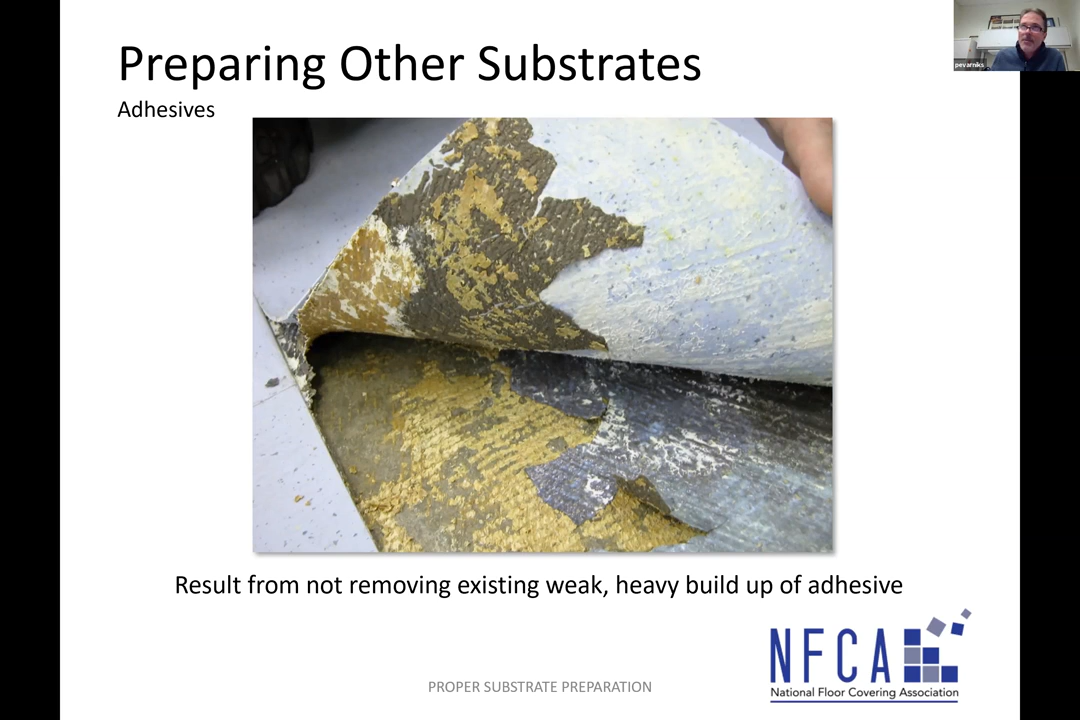 Preparing Other Substrates
pevarniks
Adhesives
Result from not removing existing weak, heavy build up of adhesive
NFCA
National Floor Covering Association
PROPER SUBSTRATE PREPARATION